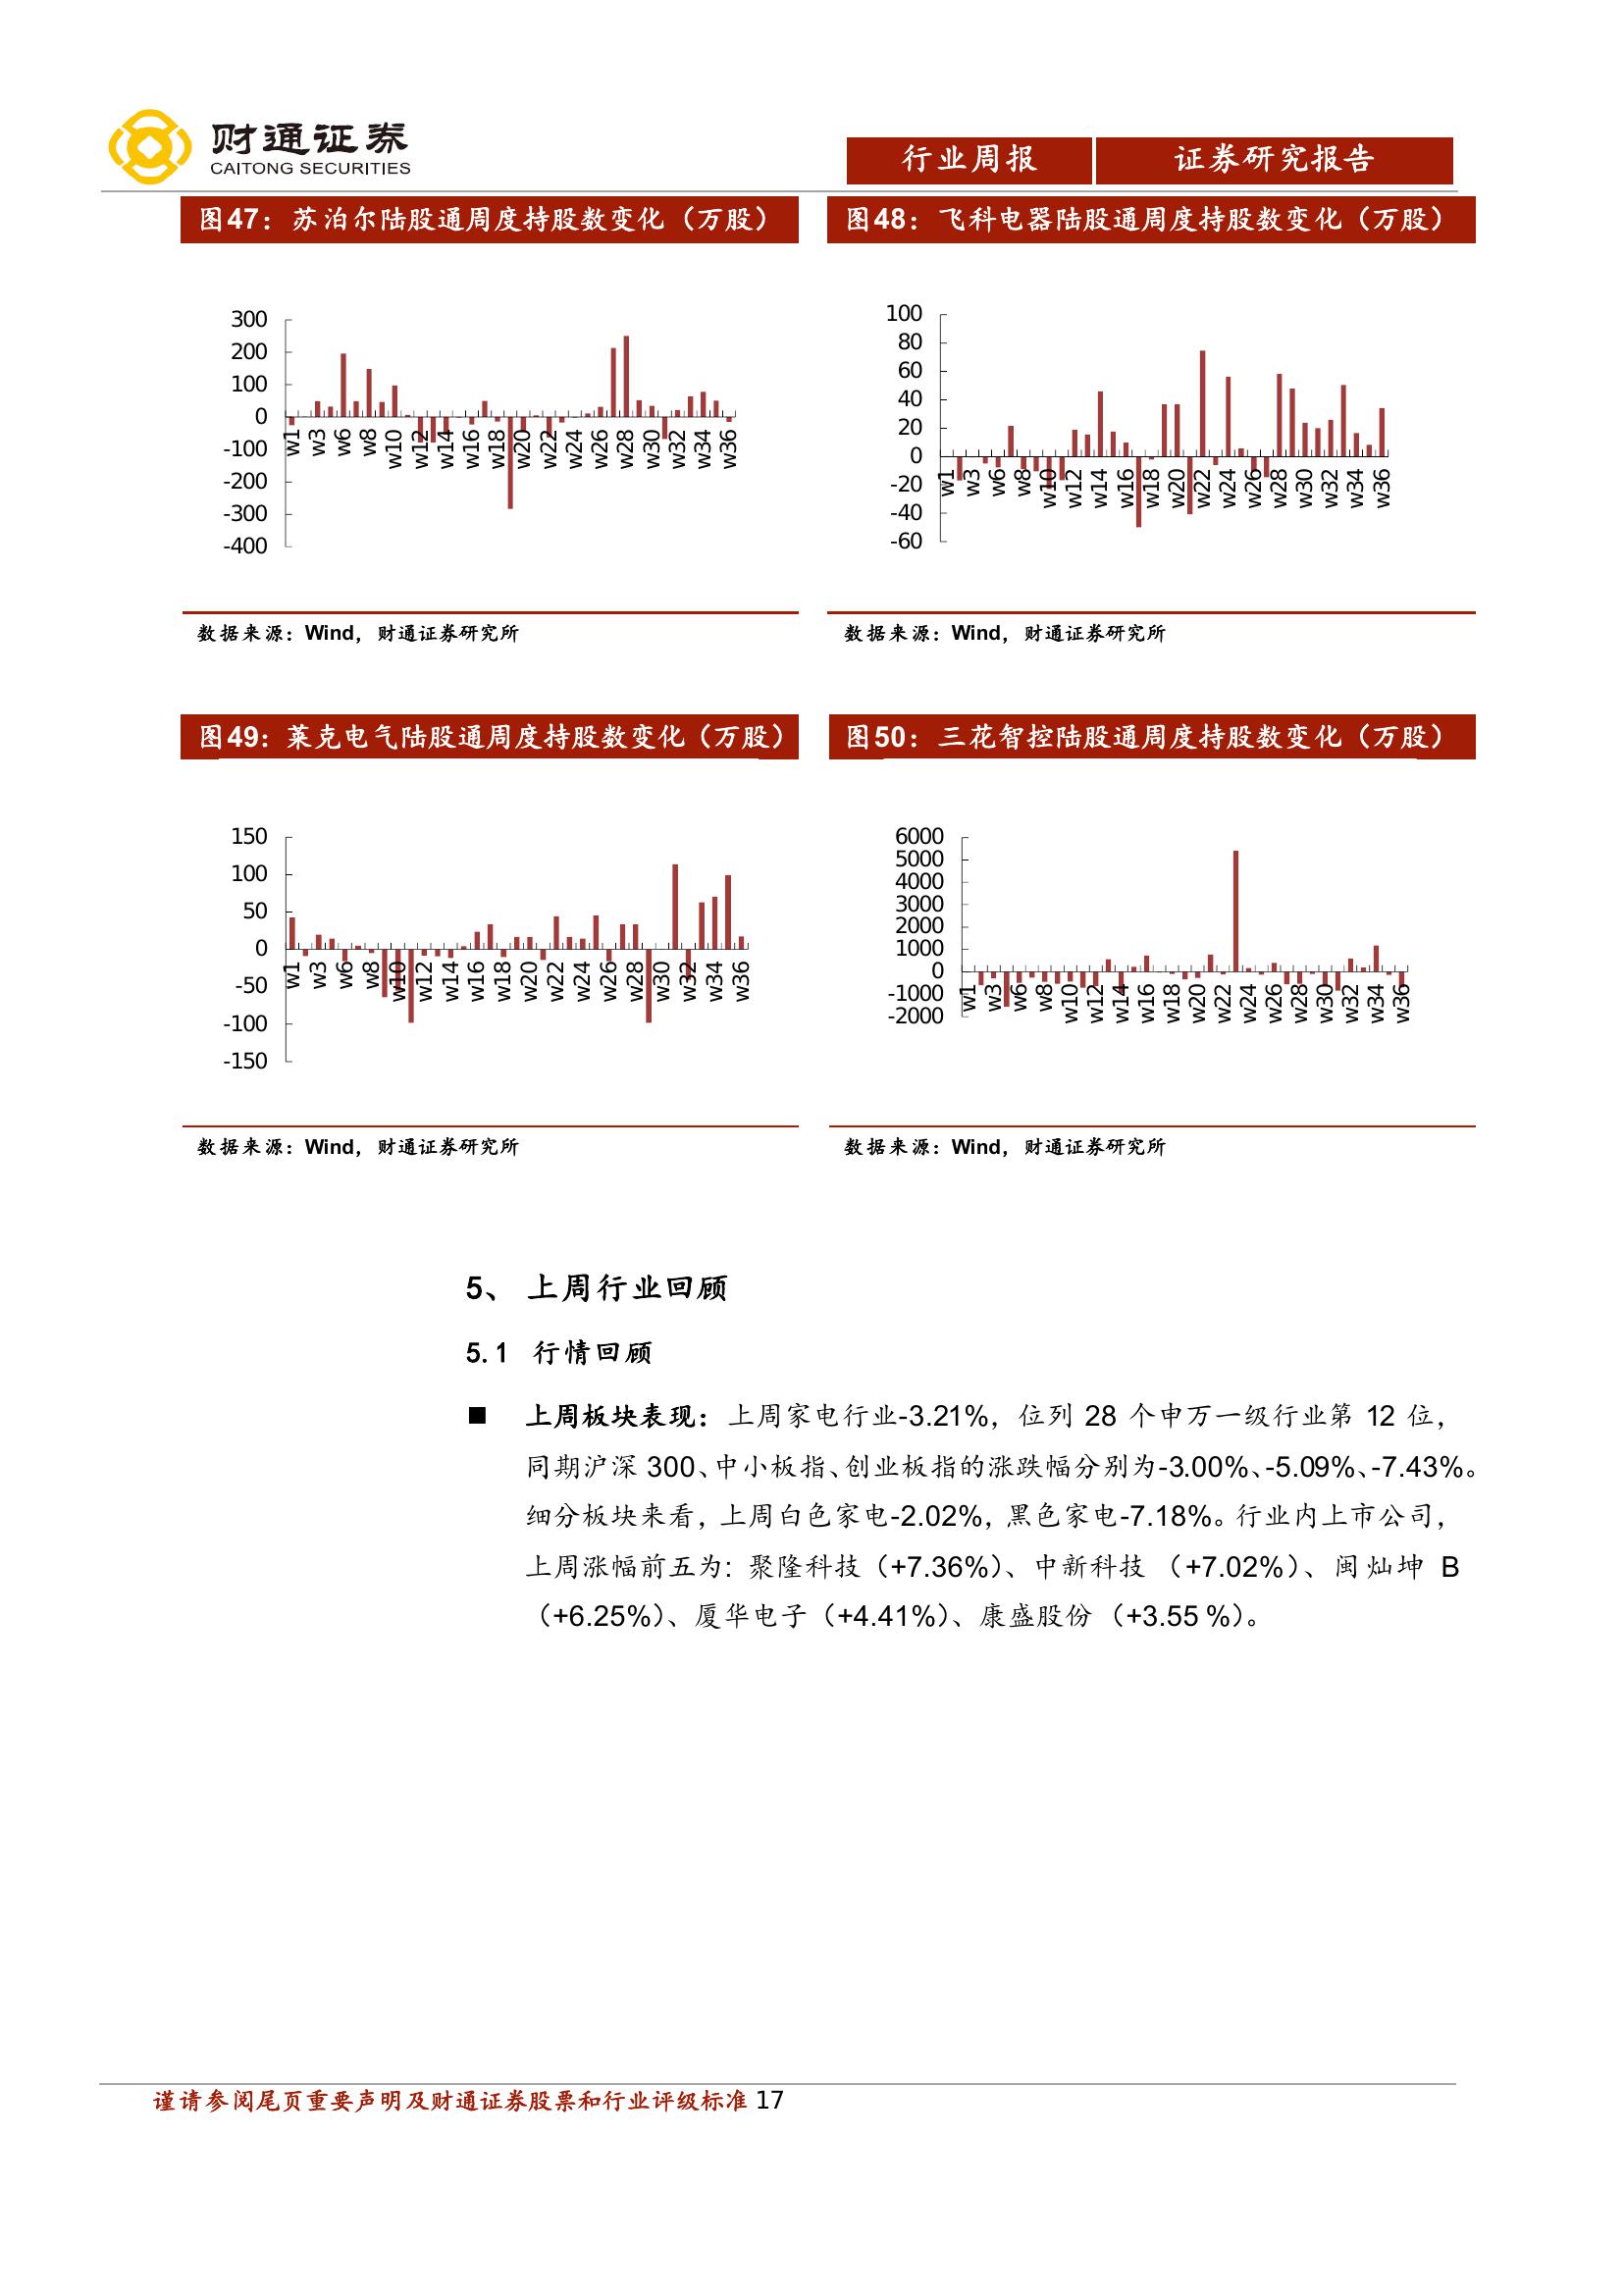 财通证券
CAITONG SECURITIES
行业周报
证券研究报告
图47：苏泊尔陆股通周度持股数变化（万股）
300
200
100
0
-100
-200
-300
-400
w1 w3 w6 w8 w10 w12 w14 w16 w18 w20 w22 w24 w26 w28 w30 w32 w34 w36
数据来源：Wind，财通证券研究所
图48：飞科电器陆股通周度持股数变化（万股）
100
80
60
40
20
0
-20
-40
-60
w1 w3 w6 w8 w10 w12 w14 w16 w18 w20 w22 w24 w26 w28 w30 w32 w34 w36
数据来源：Wind，财通证券研究所
图49：莱克电气陆股通周度持股数变化（万股）
150
100
50
0
-50
-100
-150
w1 w3 w6 w8 w10 w12 w14 w16 w18 w20 w22 w24 w26 w28 w30 w32 w34 w36
数据来源：Wind，财通证券研究所
图50：三花智控陆股通周度持股数变化（万股）
6000
5000
4000
3000
2000
1000
0
-1000
-2000
w1 w3 w6 w8 w10 w12 w14 w16 w18 w20 w22 w24 w26 w28 w30 w32 w34 w36
数据来源：Wind，财通证券研究所
5、 上周行业回顾
5.1 行情回顾
■ 上周板块表现：上周家电行业-3.21%，位列 28 个申万一级行业第 12 位，
同期沪深 300、中小板指、创业板指的涨跌幅分别为-3.00%、-5.09%、-7.43%。
细分板块来看，上周白色家电-2.02%，黑色家电-7.18%。行业内上市公司，
上周涨幅前五为：聚隆科技（+7.36%）、中新科技 （+7.02%）、闽灿坤 B
（+6.25%）、厦华电子（+4.41%）、康盛股份（+3.55 %）。
谨请参阅尾页重要声明及财通证券股票和行业评级标准 17